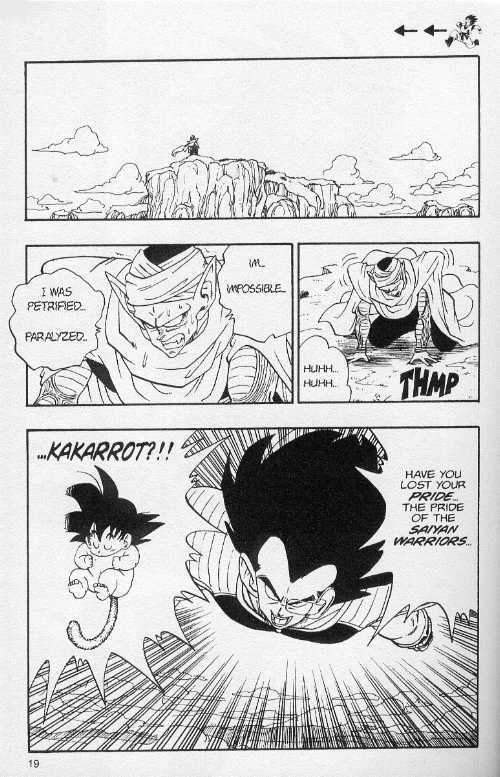 THMP
HUHH...
HUHH...
IM...
IMPOSSIBLE...
I WAS
PETRIFIED...
PARALYZED...
HAVE YOU
LOST YOUR
PRIDE...
THE PRIDE
OF THE
SAIYAN
WARRIORS...
...KAKARROT?!!
19